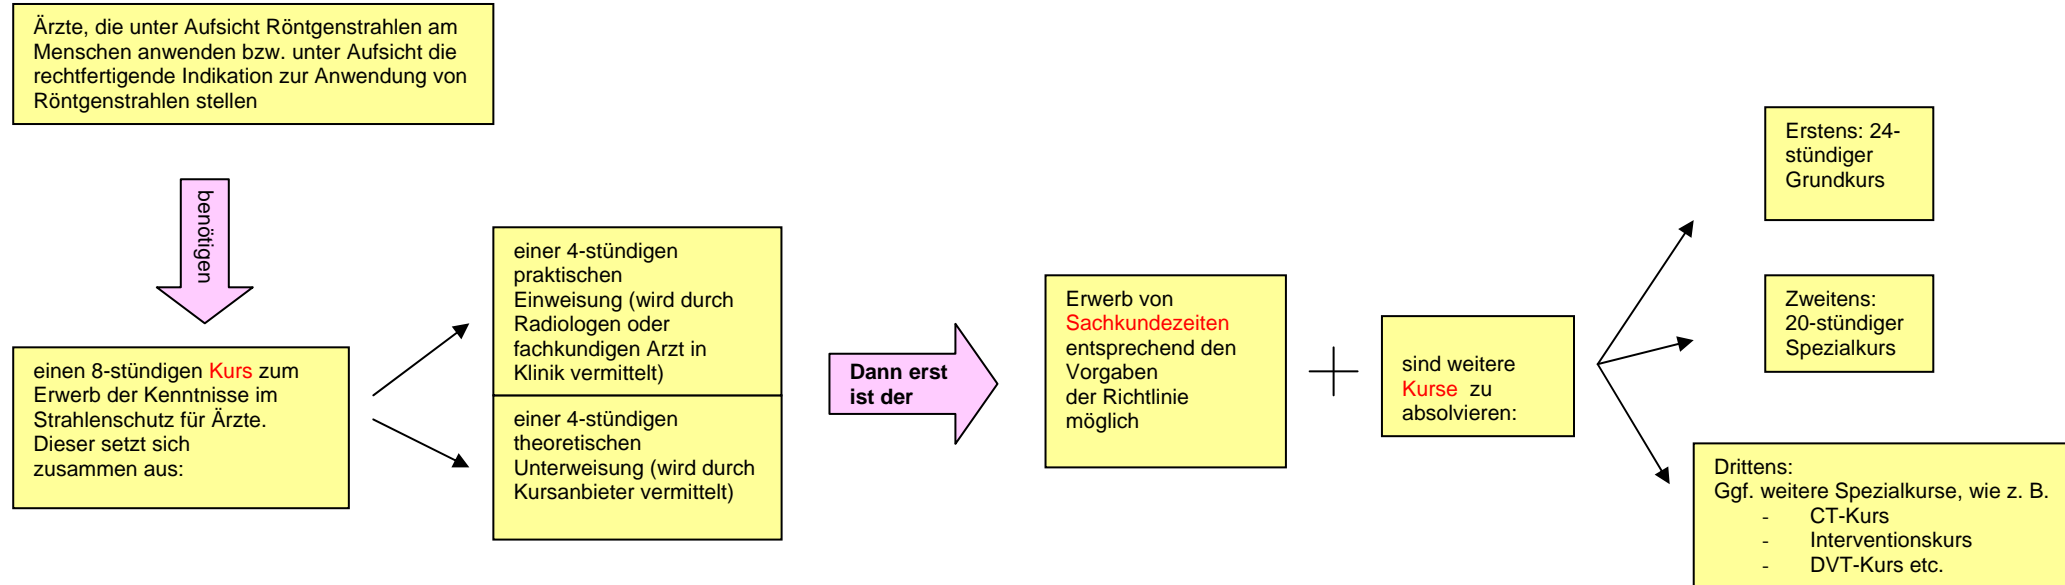 Ärzte, die unter Aufsicht Röntgenstrahlen am
Menschen anwenden bzw. unter Aufsicht die
rechtfertigende Indikation zur Anwendung von
Röntgenstrahlen stellen
benötigen
einen 8-stündigen Kurs zum
Erwerb der Kenntnisse im
Strahlenschutz für Ärzte.
Dieser setzt sich
zusammen aus:
einer 4-stündigen
praktischen
Einweisung (wird durch
Radiologen oder
fachkundigen Arzt in
Klinik vermittelt)
einer 4-stündigen
theoretischen
Unterweisung (wird durch
Kursanbieter vermittelt)
Dann erst
ist der
Erwerb von
Sachkundezeiten
entsprechend den
Vorgaben
der Richtlinie
möglich
sind weitere
Kurse zu
absolvieren:
Erstens: 24-
stündiger
Grundkurs
Zweitens:
20-stündiger
Spezialkurs
Drittens:
Ggf. weitere Spezialkurse, wie z. B.
- CT-Kurs
- Interventionskurs
- DVT-Kurs etc.